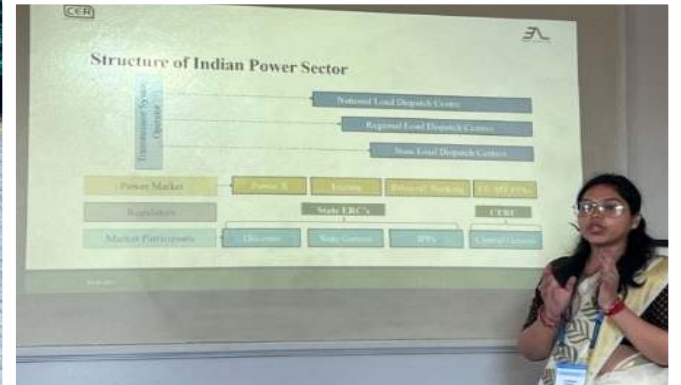 CER
Structure of Indian Power Sector
Transmission System Operator
National Load Dispatch Centre
Regional Load Dispatch Centres
State Load Dispatch Centres
Power Market
Power X
Bilateral Trading
Regulators
State ERC's
CERC
Market Participants
Discoms
State Gencos
IPPs
Central Gencos